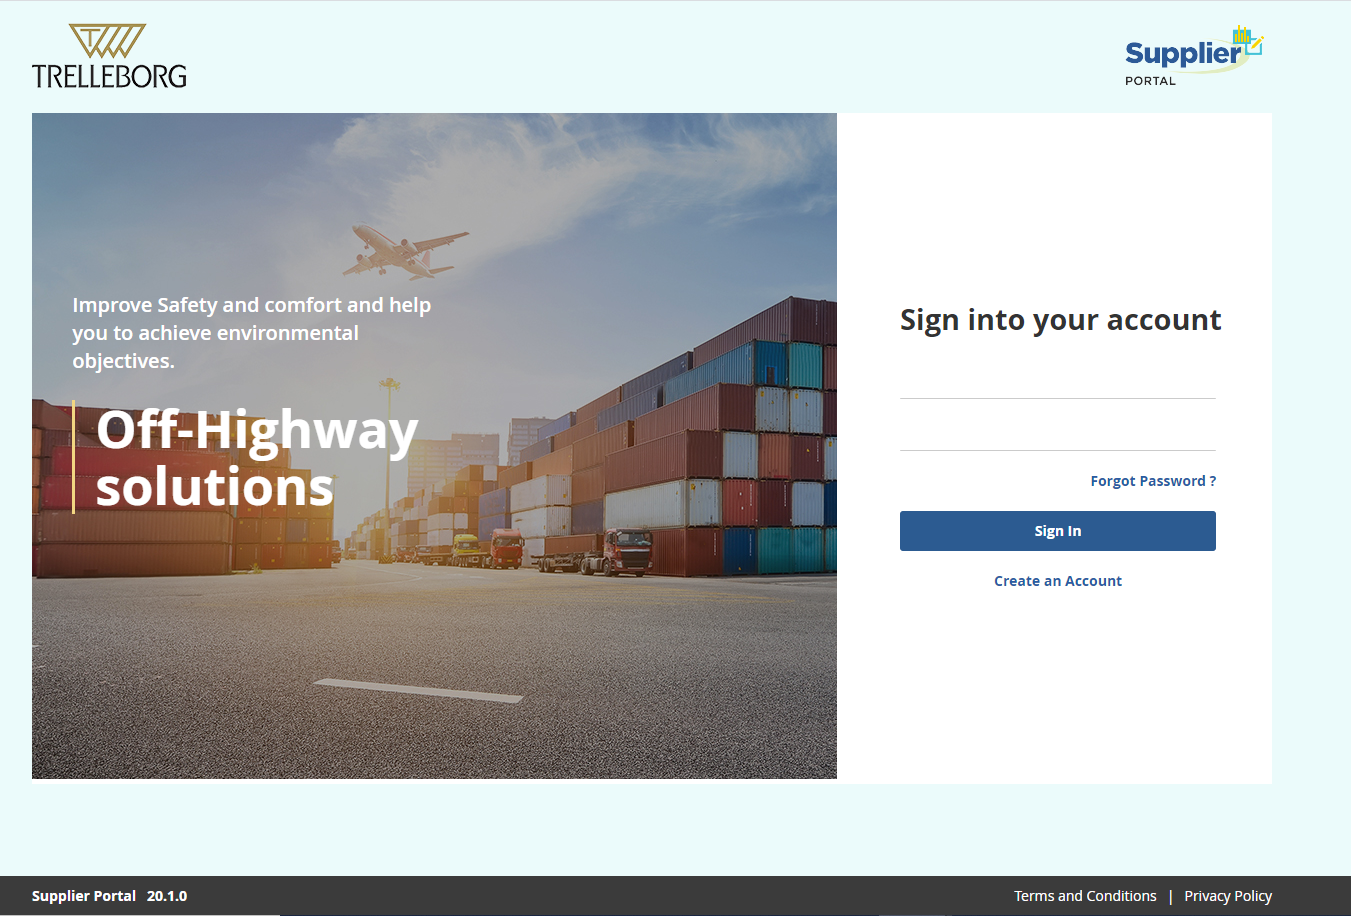 TRELLEBORG
Supplier
PORTAL
Improve Safety and comfort and help
you to achieve environmental
objectives.
Off-Highway
solutions
Sign into your account
Forgot Password ?
Sign In
Create an Account
Supplier Portal 20.1.0
Terms and Conditions | Privacy Policy